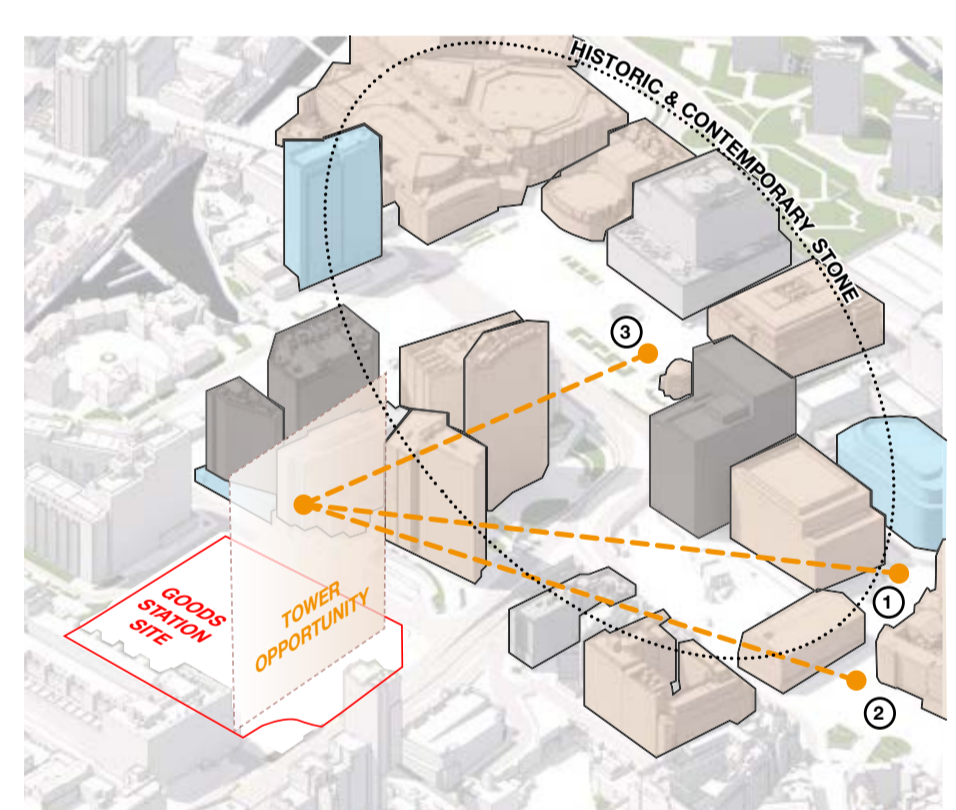 HISTORIC & CONTEMPORARY STONE
3
1
2
GOODS
STATION
SITE
TOWER
OPPORTUNITY